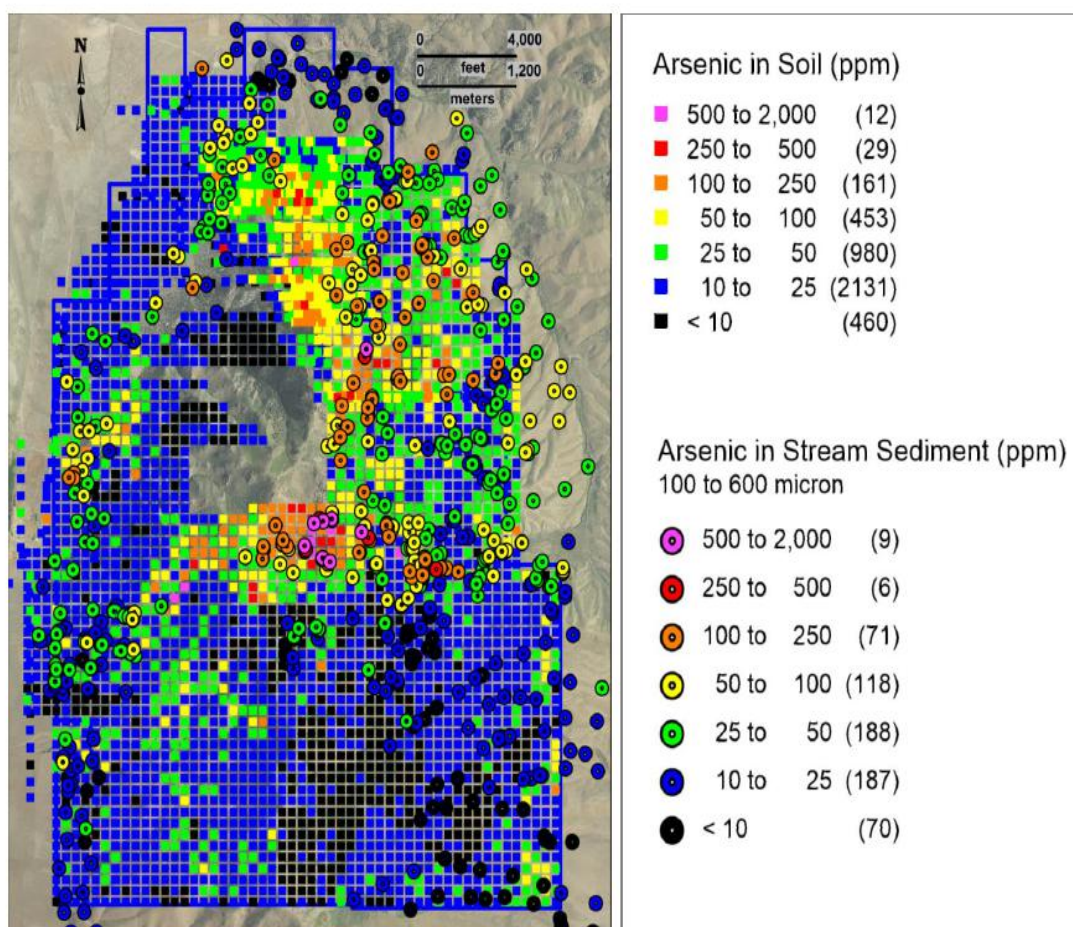 N
0 4,000
feet
0 1,200
meters
Arsenic in Soil (ppm)
500 to 2,000 (12)
250 to 500 (29)
100 to 250 (161)
50 to 100 (453)
25 to 50 (980)
10 to 25 (2131)
< 10 (460)
Arsenic in Stream Sediment (ppm)
100 to 600 micron
500 to 2,000 (9)
250 to 500 (6)
100 to 250 (71)
50 to 100 (118)
25 to 50 (188)
10 to 25 (187)
< 10 (70)